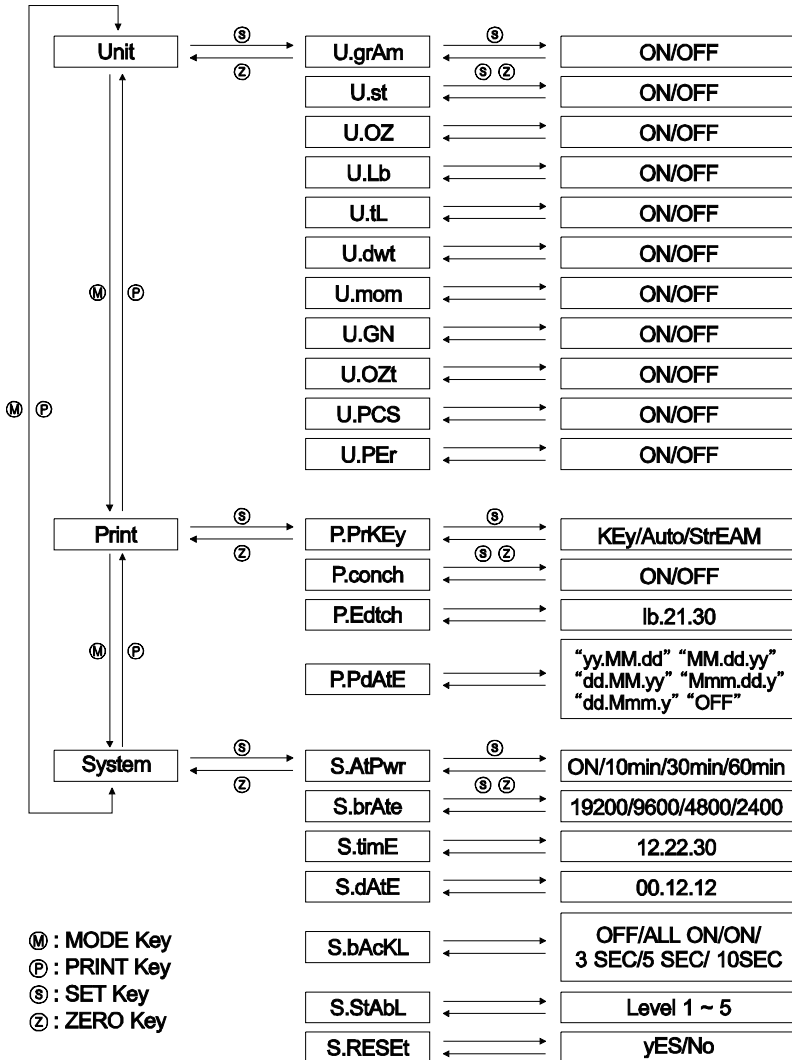 Ⓢ Ⓢ
Unit U.grAm ON/OFF
Ⓩ Ⓢ Ⓩ
U.st ON/OFF
U.OZ ON/OFF
U.Lb ON/OFF
U.tL ON/OFF
U.dwt ON/OFF
Ⓜ Ⓟ U.mom ON/OFF
U.GN ON/OFF
U.OZt ON/OFF
Ⓜ Ⓟ U.PCS ON/OFF
U.PEr ON/OFF
Ⓢ Ⓢ
Print P.PrKEy KEy/Auto/StrEAM
Ⓩ Ⓢ Ⓩ
P.conch ON/OFF
P.Edtch lb.21.30
Ⓜ Ⓟ P.PdAtE "yy.MM.dd" "MM.dd.yy"
"dd.MM.yy" "Mmm.dd.y"
"dd.Mmm.y" "OFF"
Ⓢ Ⓢ
System S.AtPwr ON/10min/30min/60min
Ⓩ Ⓢ Ⓩ
S.brAte 19200/9600/4800/2400
S.timE 12.22.30
S.dAtE 00.12.12
S.bAcKL OFF/ALL ON/ON/
3 SEC/5 SEC/ 10SEC
S.StAbL Level 1 ~ 5
S.RESEt yES/No
Ⓜ : MODE Key
Ⓟ : PRINT Key
Ⓢ : SET Key
Ⓩ : ZERO Key